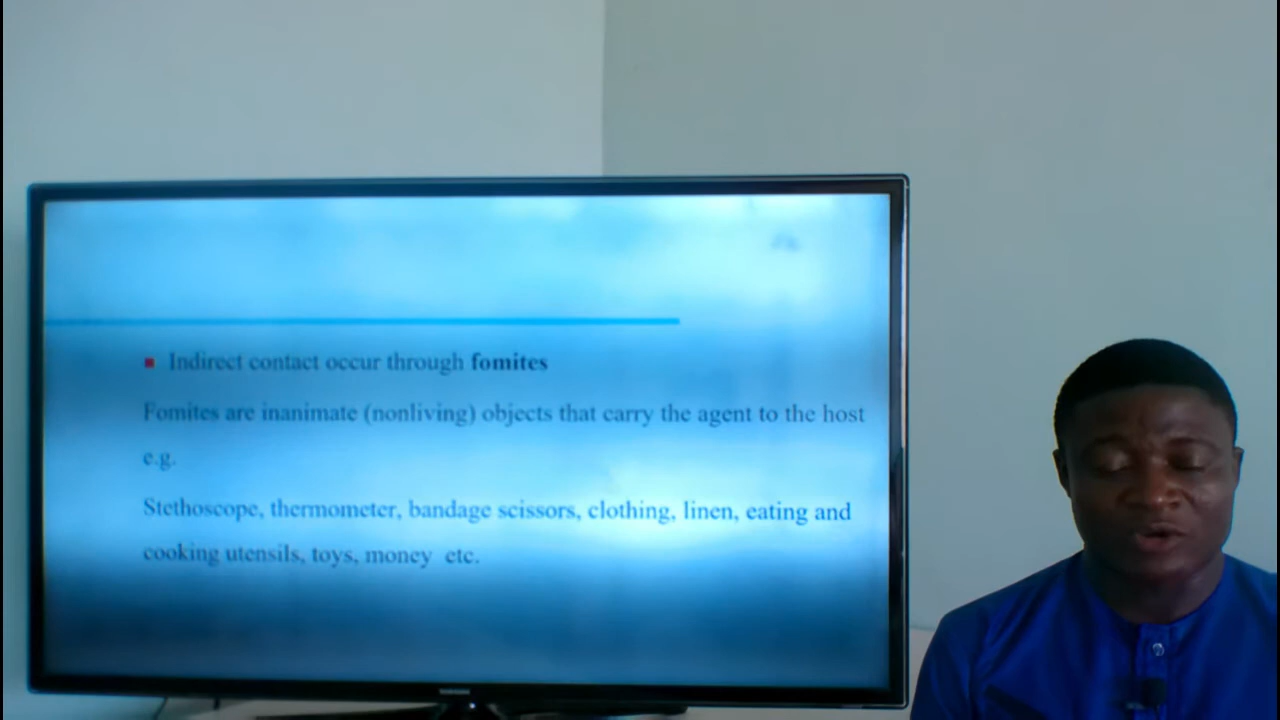 Indirect contact occur through fomites
Fomites are inanimate (nonliving) objects that carry the agent to the host
e.g.
Stethoscope, thermometer, bandage scissors, clothing, linen, eating and
cooking utensils, toys, money etc.